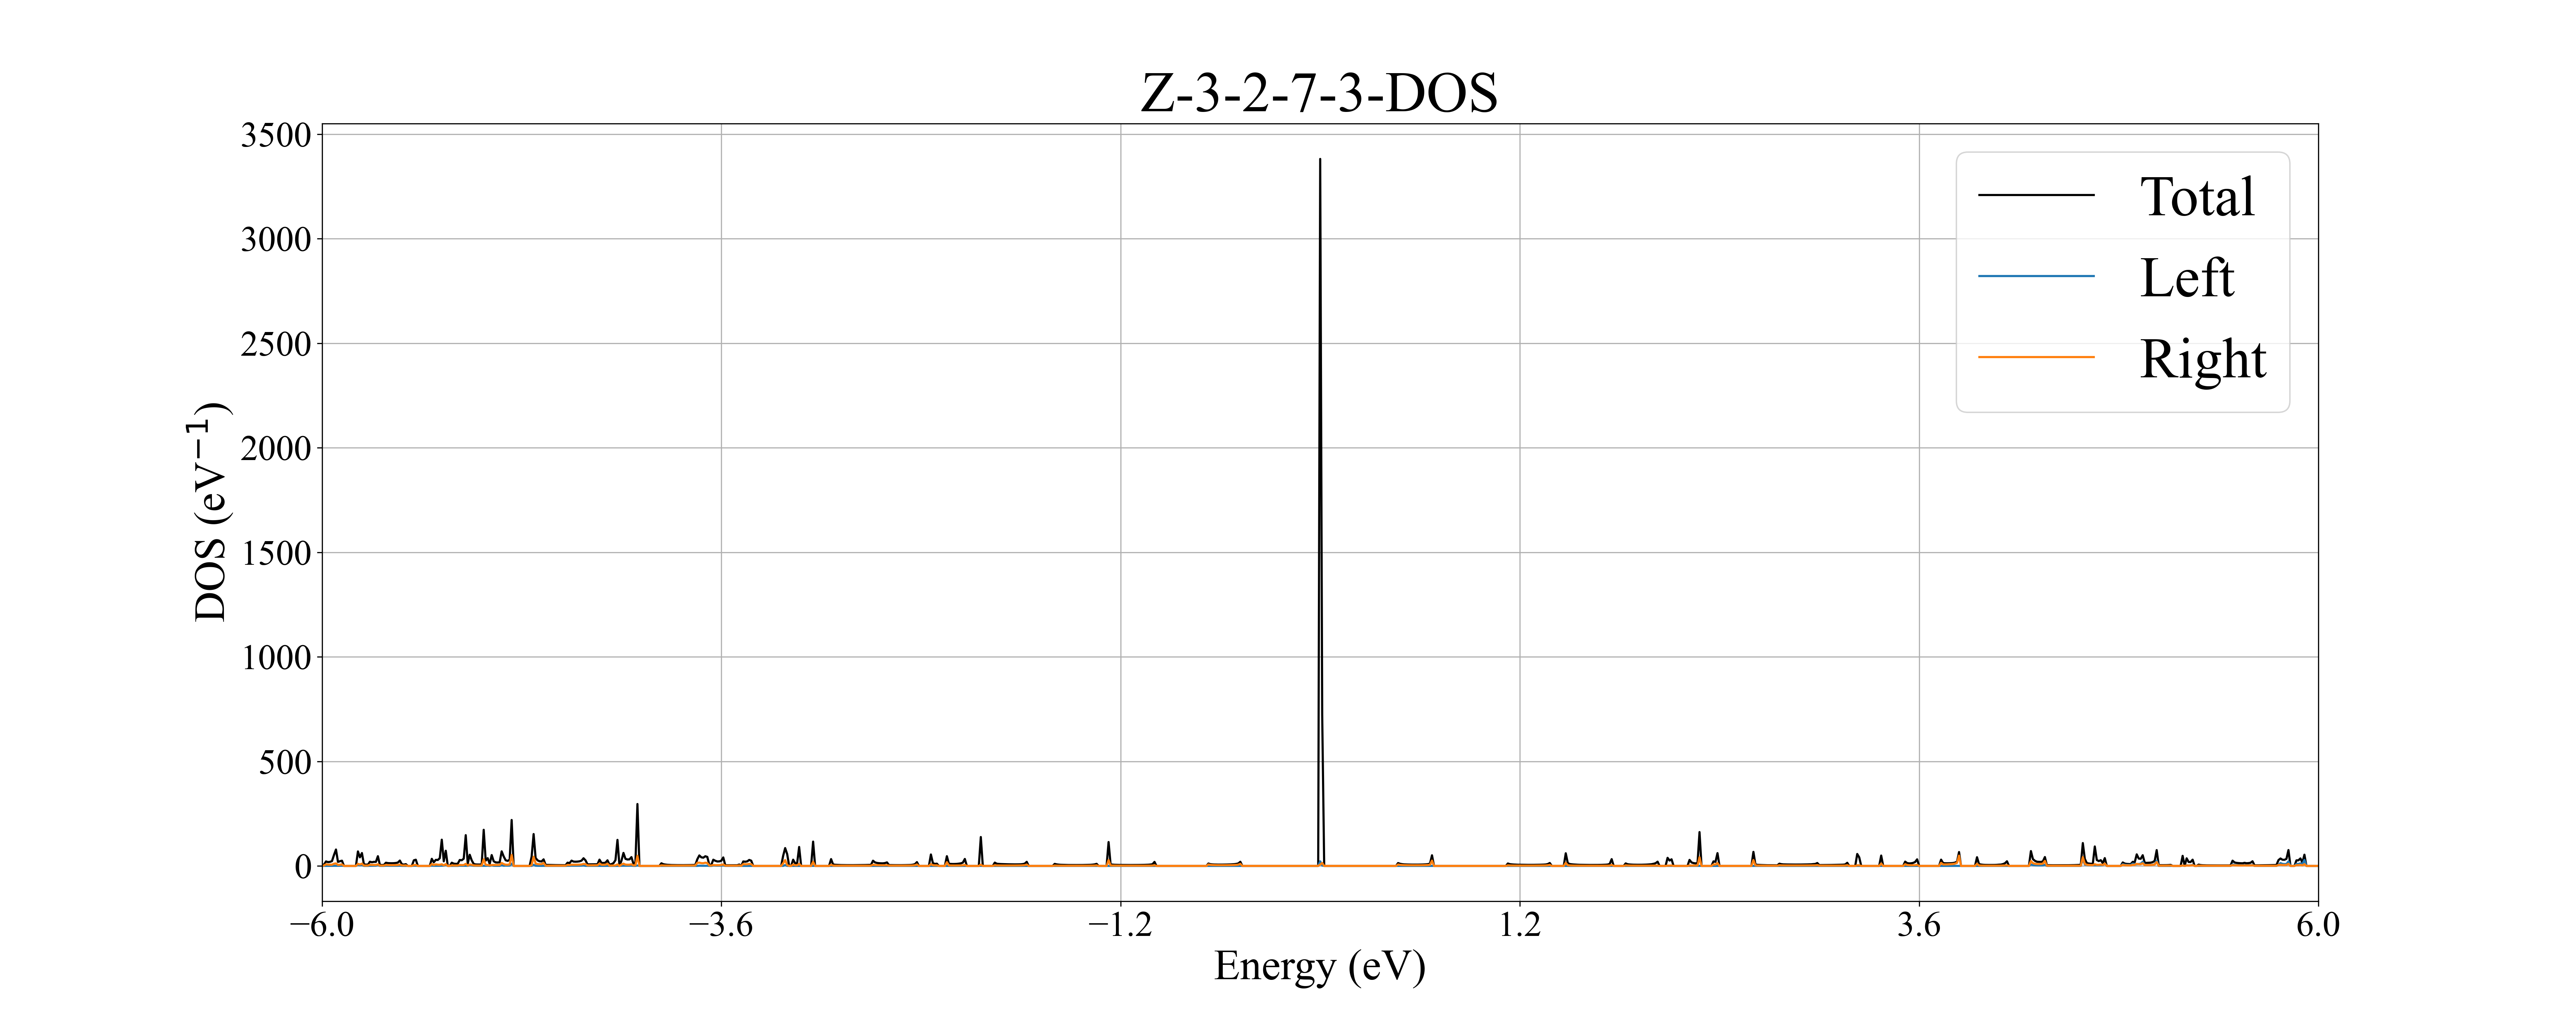 Z-3-2-7-3-DOS
3500
3000
2500
2000
1500
1000
500
0
DOS (eV⁻¹)
Total
Left
Right
−6.0
−3.6
−1.2
1.2
3.6
6.0
Energy (eV)